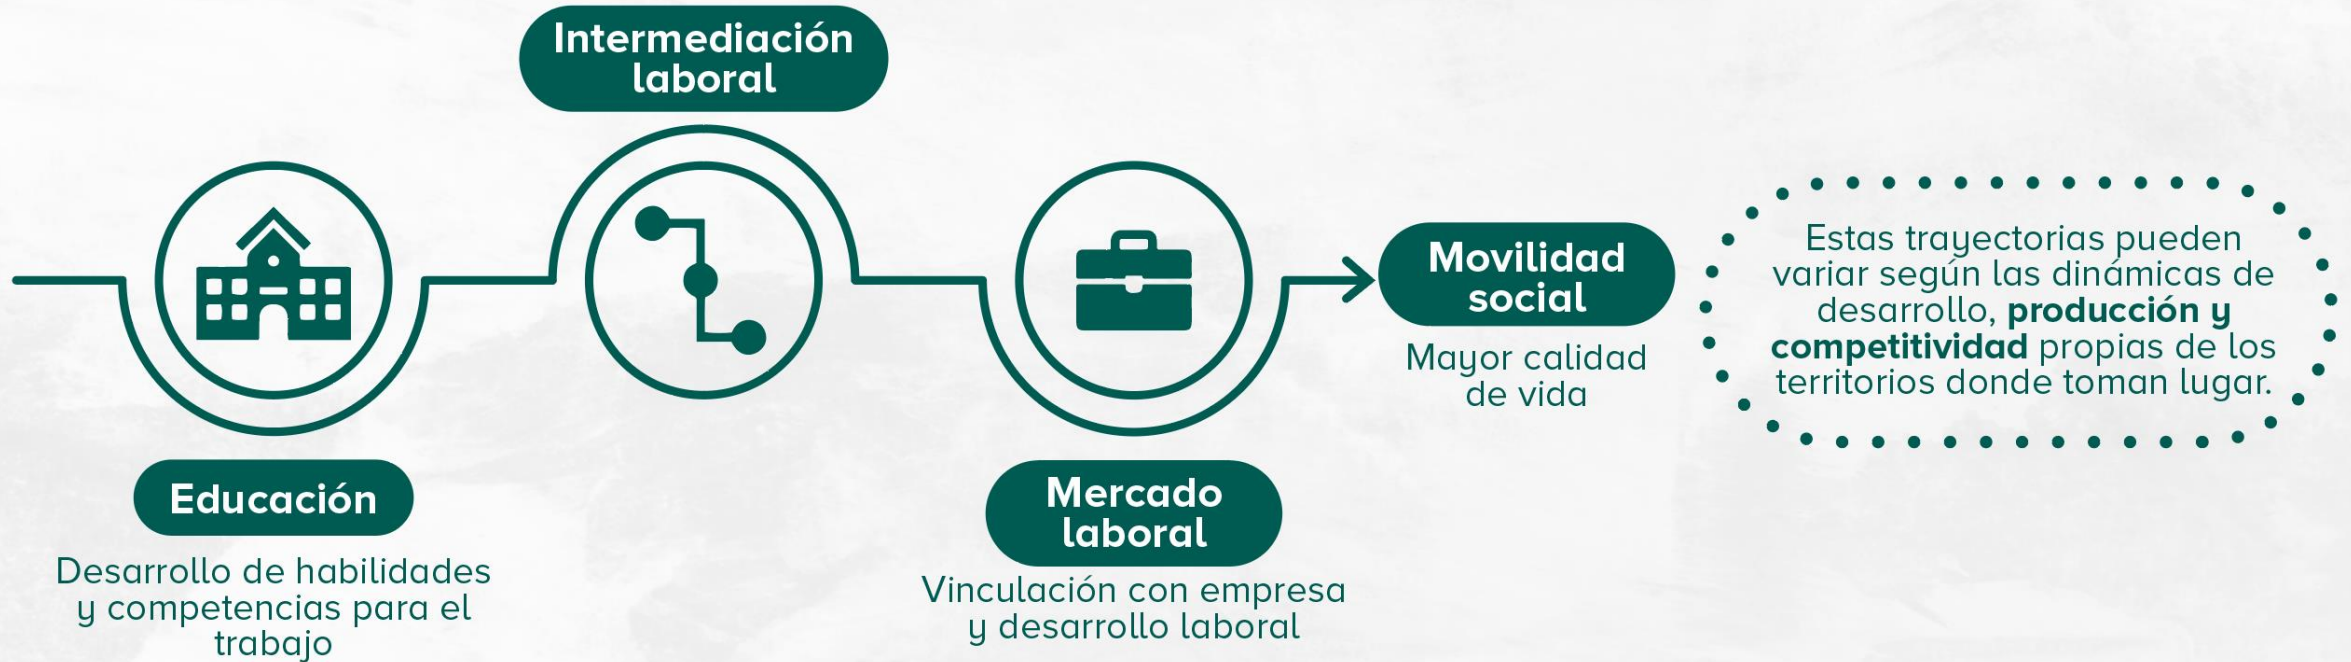 Intermediación
laboral
Educación
Desarrollo de habilidades
y competencias para el
trabajo
Mercado
laboral
Vinculación con empresa
y desarrollo laboral
Movilidad
social
Mayor calidad
de vida
Estas trayectorias pueden
variar según las dinámicas de
desarrollo, producción y
competitividad propias de los
territorios donde toman lugar.